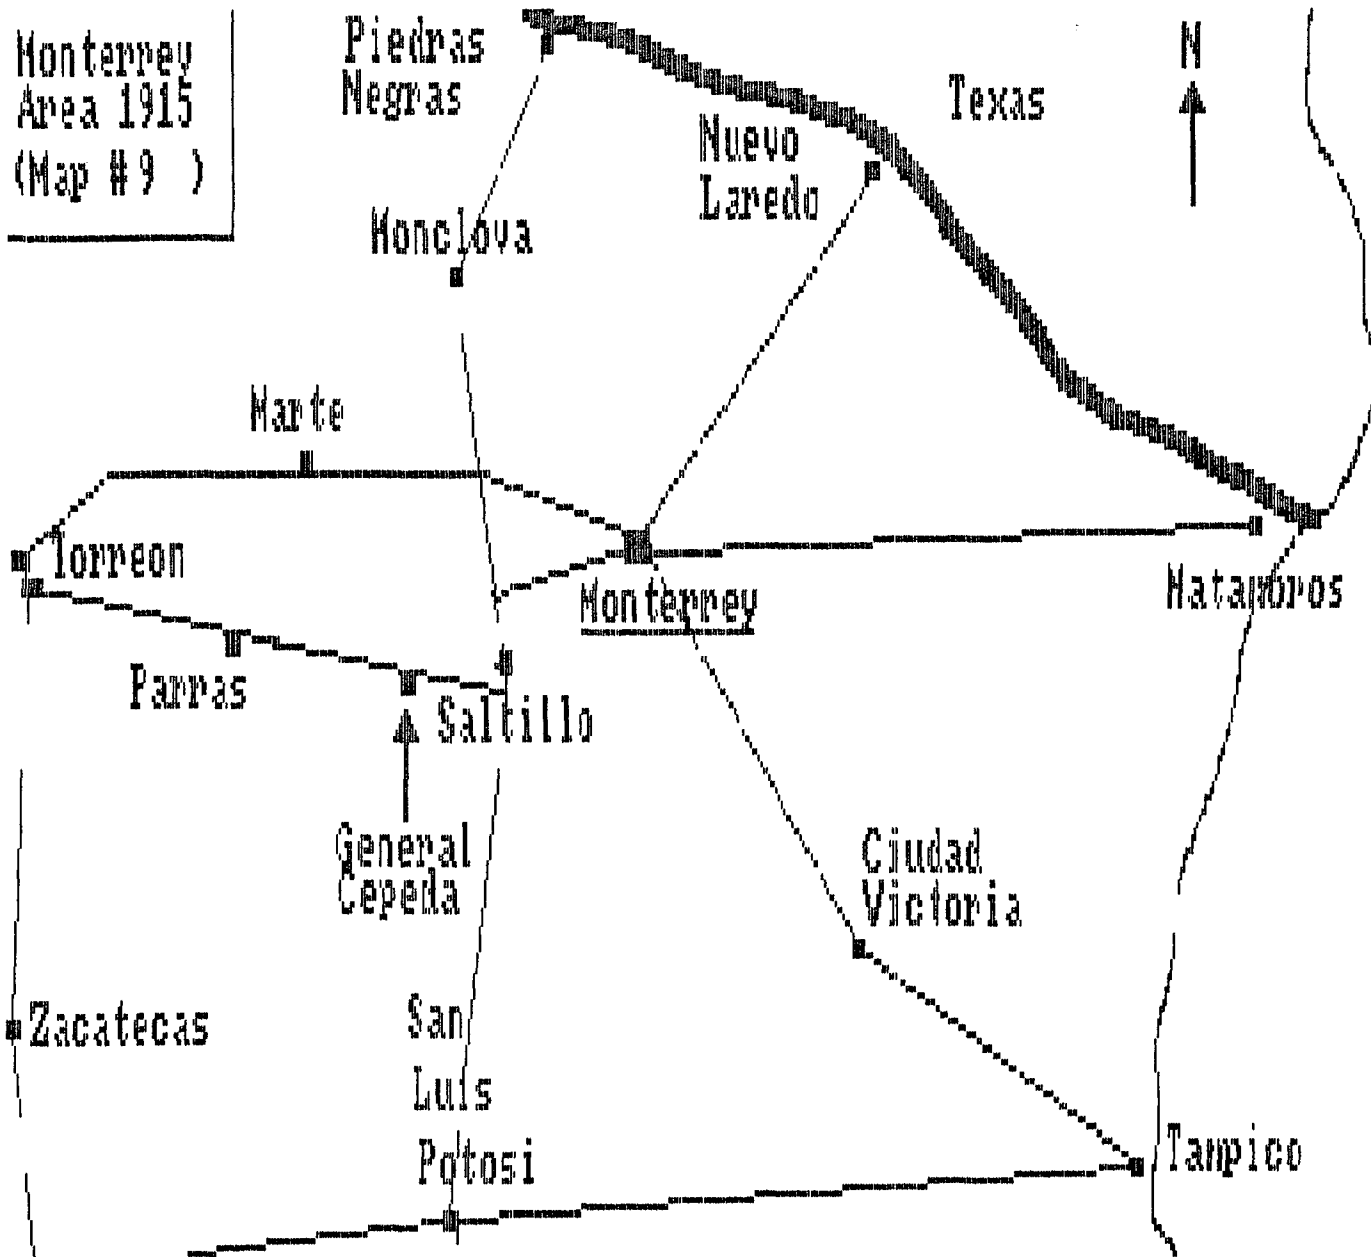 Monterrey
Area 1915
(Map #9 )
Piedras
Negras
N
Texas
Nuevo
Laredo
Monclova
Marte
Torreon
Monterrey
Matamoros
Parras
Saltillo
General
Cepeda
Ciudad
Victoria
Zacatecas
San
Luis
Potosi
Tampico